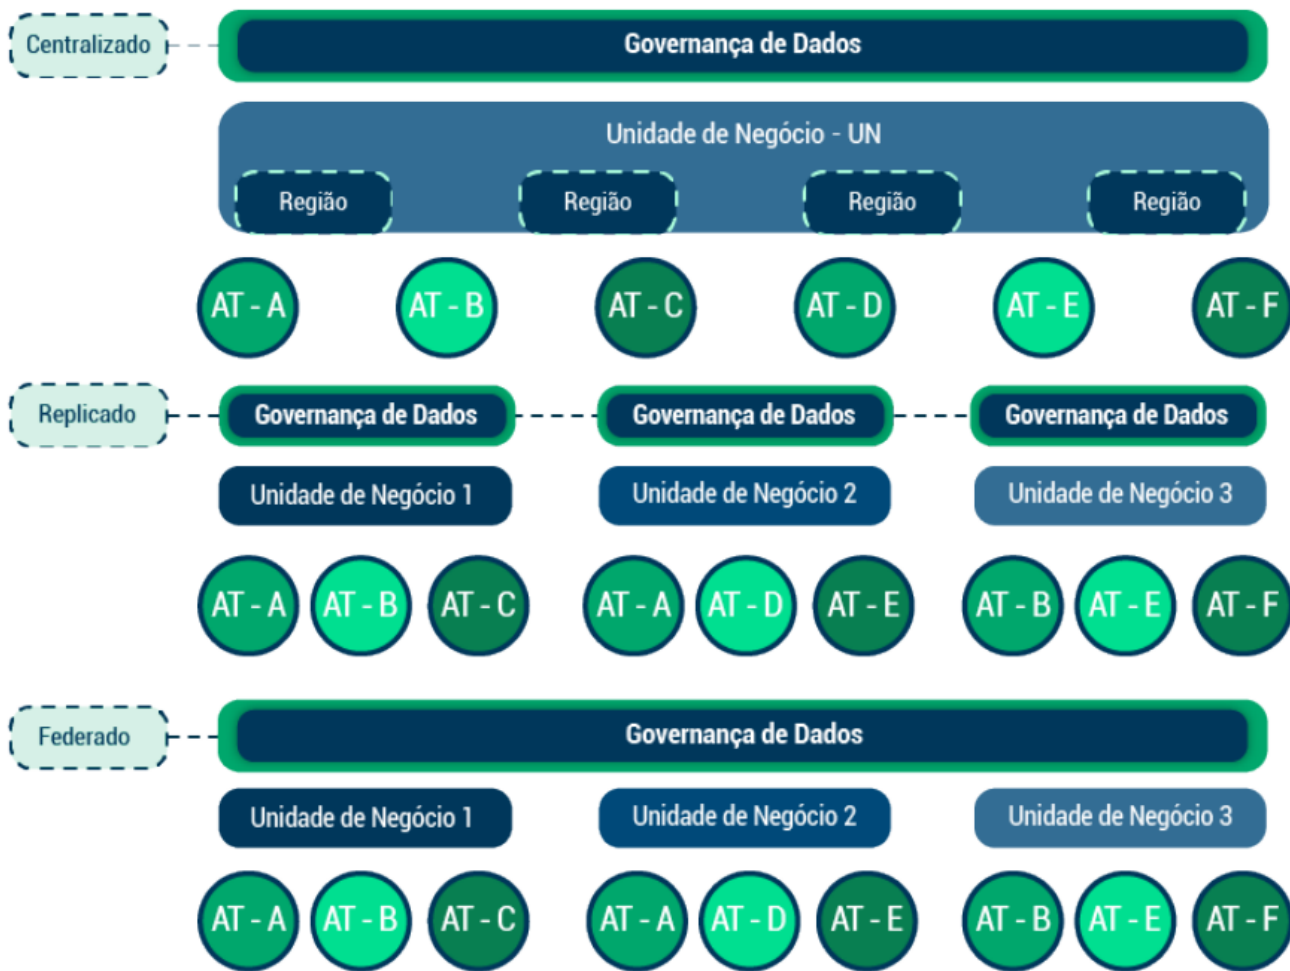 Centralizado
Governança de Dados
Unidade de Negócio - UN
Região
Região
Região
Região
AT - A
AT - B
AT - C
AT - D
AT - E
AT - F
Replicado
Governança de Dados
Governança de Dados
Governança de Dados
Unidade de Negócio 1
Unidade de Negócio 2
Unidade de Negócio 3
AT - A
AT - B
AT - C
AT - A
AT - D
AT - E
AT - B
AT - E
AT - F
Federado
Governança de Dados
Unidade de Negócio 1
Unidade de Negócio 2
Unidade de Negócio 3
AT - A
AT - B
AT - C
AT - A
AT - D
AT - E
AT - B
AT - E
AT - F